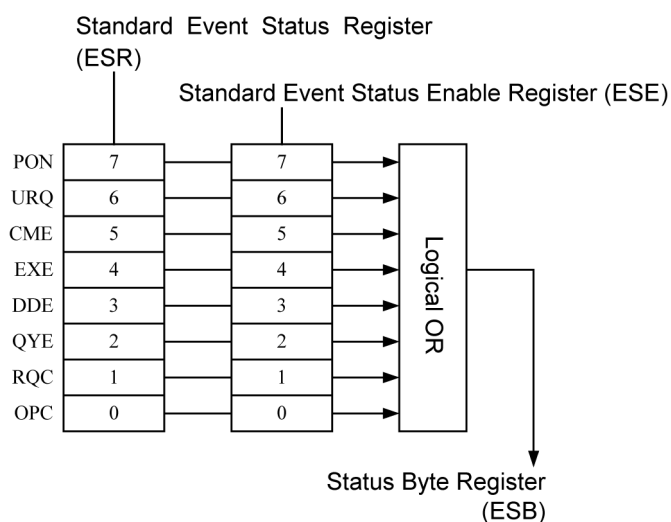 Standard Event Status Register
(ESR)
Standard Event Status Enable Register (ESE)
PON 7 7
URQ 6 6
CME 5 5
EXE 4 4
DDE 3 3
QYE 2 2
RQC 1 1
OPC 0 0
Logical OR
Status Byte Register
(ESB)